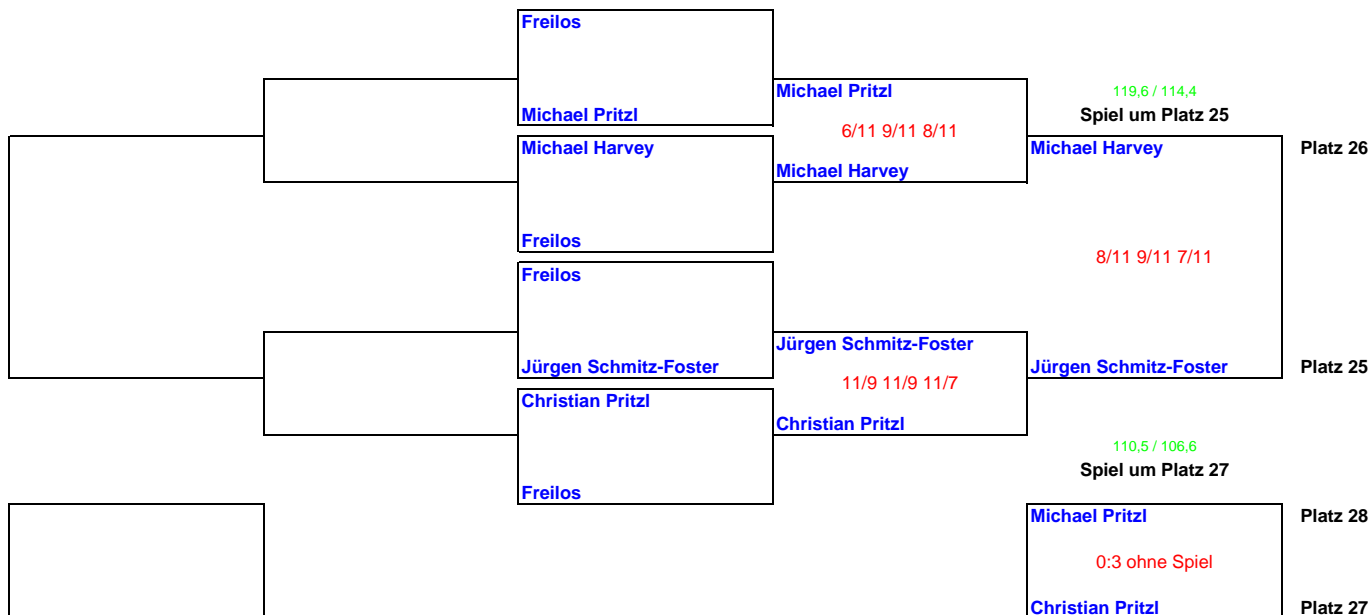 Freilos
Michael Pritzl
119,6 / 114,4
Michael Pritzl
Spiel um Platz 25
6/11 9/11 8/11
Michael Harvey
Michael Harvey
Platz 26
Michael Harvey
Freilos
8/11 9/11 7/11
Freilos
Jürgen Schmitz-Foster
Jürgen Schmitz-Foster
Jürgen Schmitz-Foster
Platz 25
11/9 11/9 11/7
Christian Pritzl
Christian Pritzl
110,5 / 106,6
Spiel um Platz 27
Freilos
Michael Pritzl
Platz 28
0:3 ohne Spiel
Christian Pritzl
Platz 27